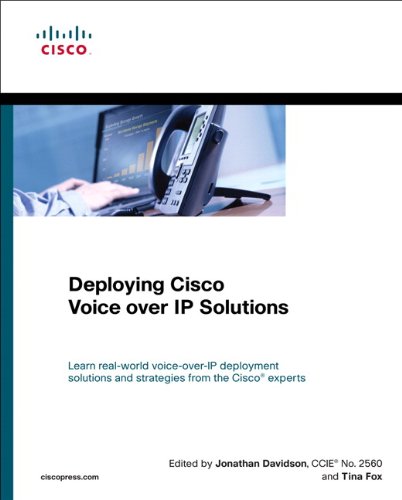 CISCO
Deploying Cisco
Voice over IP Solutions
Learn real-world voice-over-IP deployment
solutions and strategies from the Cisco® experts
Edited by Jonathan Davidson, CCIE® No. 2560
ciscopress.com
and Tina Fox